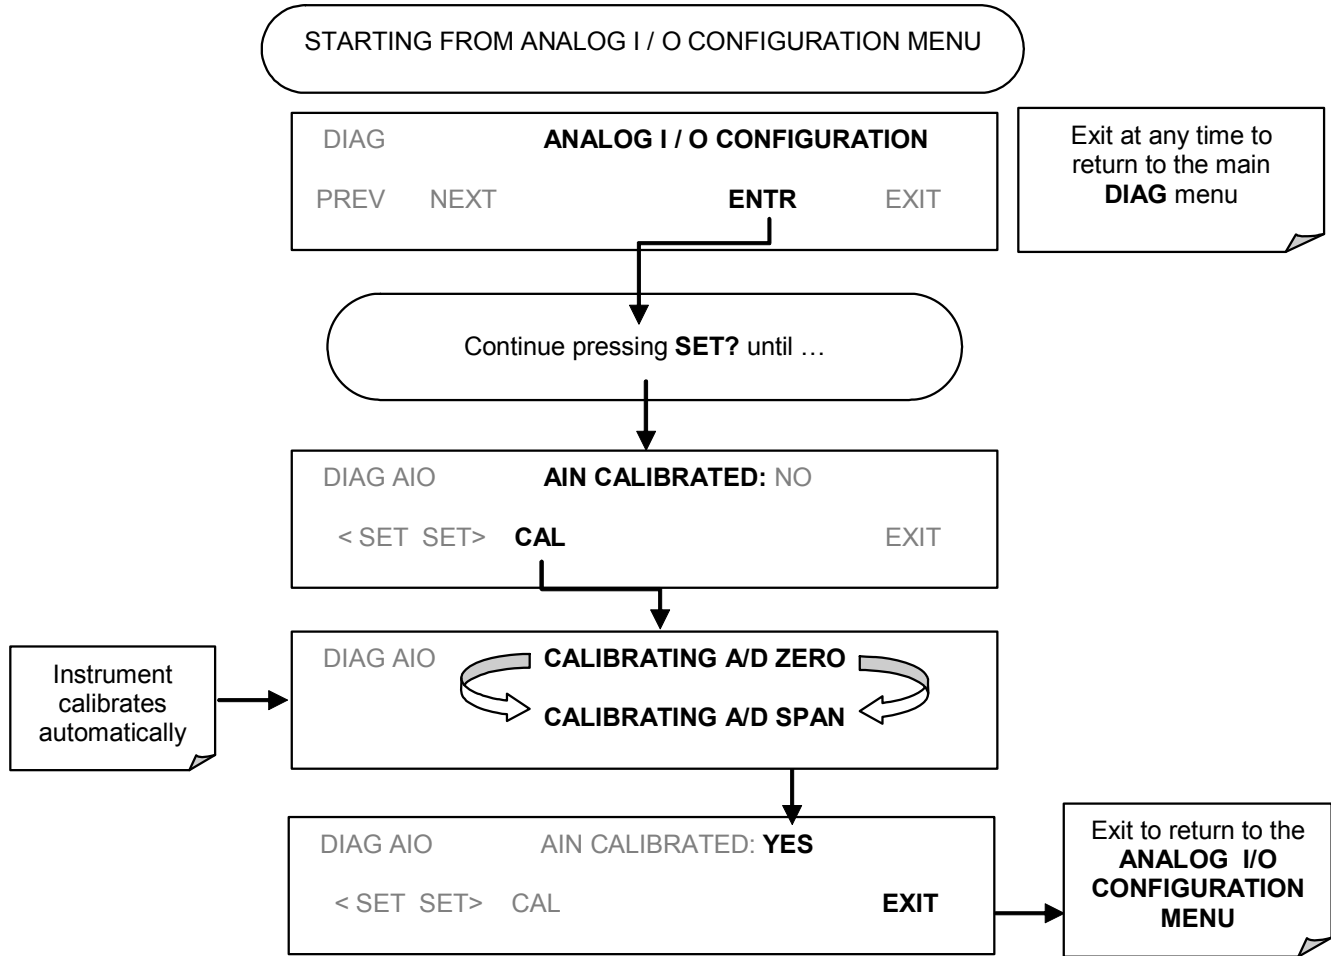 STARTING FROM ANALOG I / O CONFIGURATION MENU
DIAG ANALOG I / O CONFIGURATION
PREV NEXT ENTR EXIT
Exit at any time to
return to the main
DIAG menu
Continue pressing SET? until …
DIAG AIO AIN CALIBRATED: NO
< SET SET> CAL EXIT
Instrument
calibrates
automatically
DIAG AIO CALIBRATING A/D ZERO
CALIBRATING A/D SPAN
DIAG AIO AIN CALIBRATED: YES
< SET SET> CAL EXIT
Exit to return to the
ANALOG I/O
CONFIGURATION
MENU